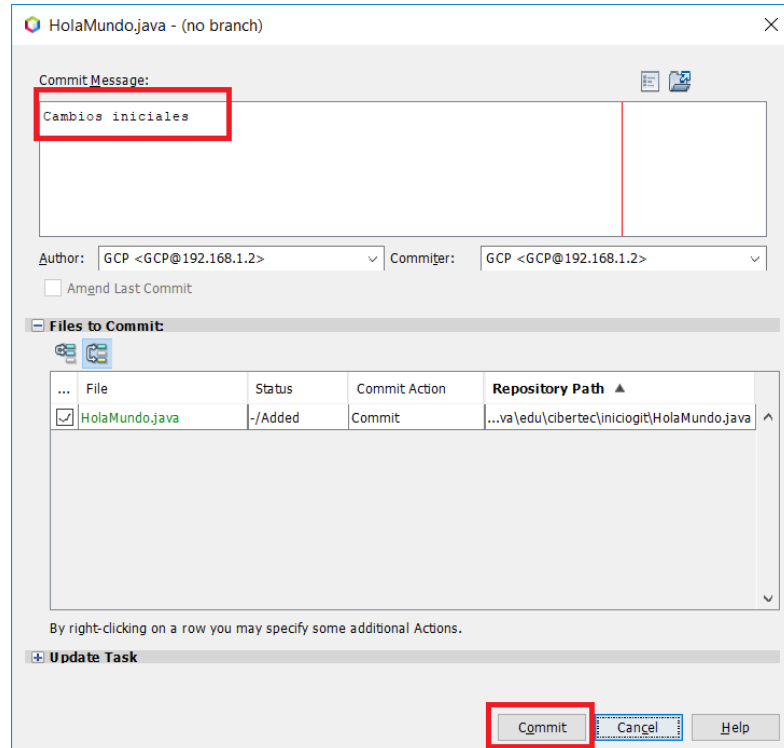 HolaMundo.java - (no branch)
Commit Message:
Cambios iniciales
Author: GCP <GCP@192.168.1.2> Commiter: GCP <GCP@192.168.1.2>
Amend Last Commit
Files to Commit:
... File Status Commit Action Repository Path
HolaMundo.java -/Added Commit ...va\edu\cibertec\iniciogit\HolaMundo.java
By right-clicking on a row you may specify some additional Actions.
Update Task
Commit Cancel Help